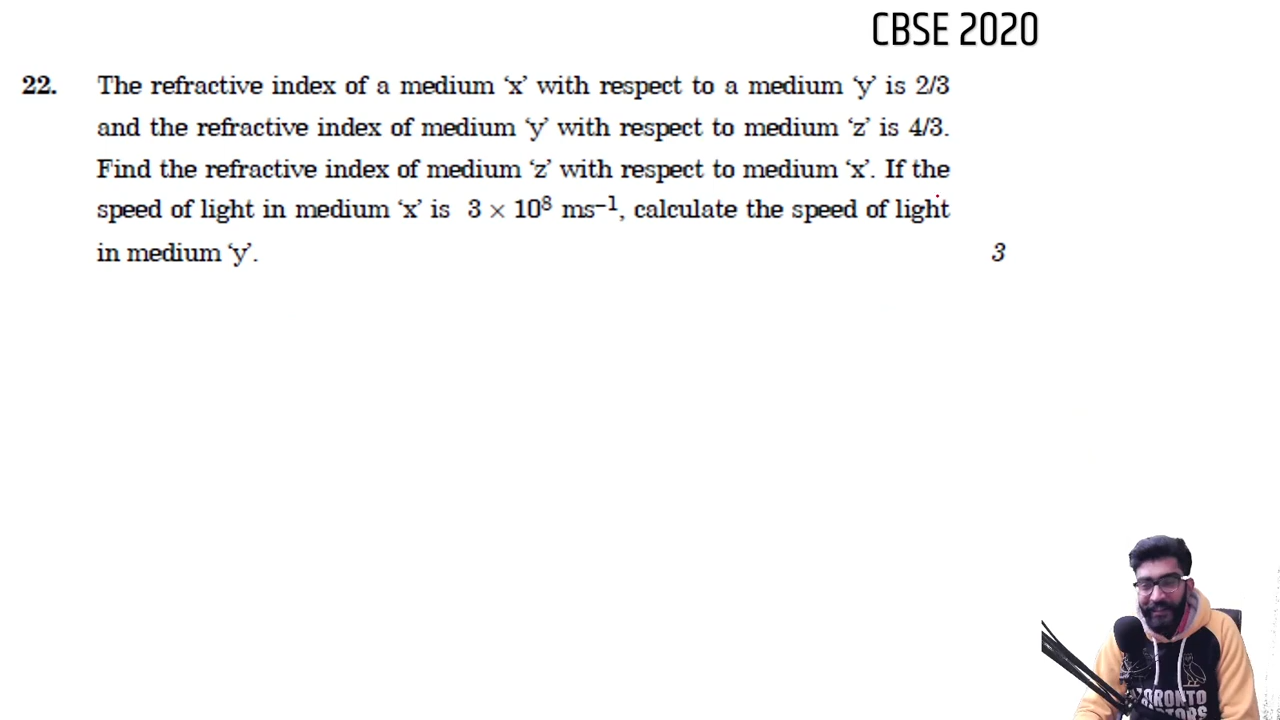 CBSE 2020
22. The refractive index of a medium ‘x’ with respect to a medium ‘y’ is 2/3
and the refractive index of medium ‘y’ with respect to medium ‘z’ is 4/3.
Find the refractive index of medium ‘z’ with respect to medium ‘x’. If the
speed of light in medium ‘x’ is 3 × 10⁸ ms⁻¹, calculate the speed of light
in medium ‘y’. 3
TORONTO